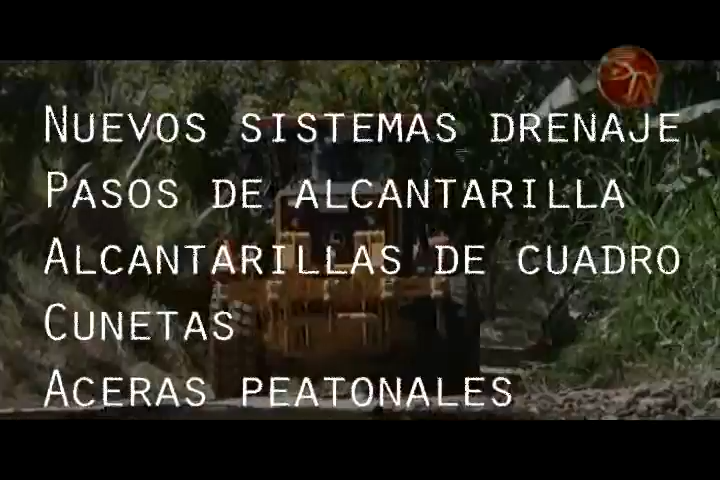 Nuevos sistemas drenaje
Pasos de alcantarilla
Alcantarillas de cuadro
Cunetas
Aceras peatonales